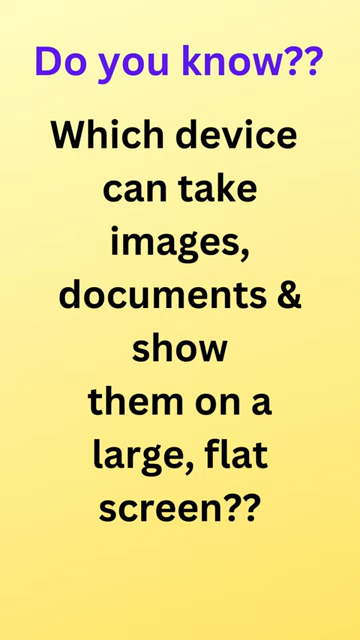 Do you know??
Which device
can take
images,
documents &
show
them on a
large, flat
screen??